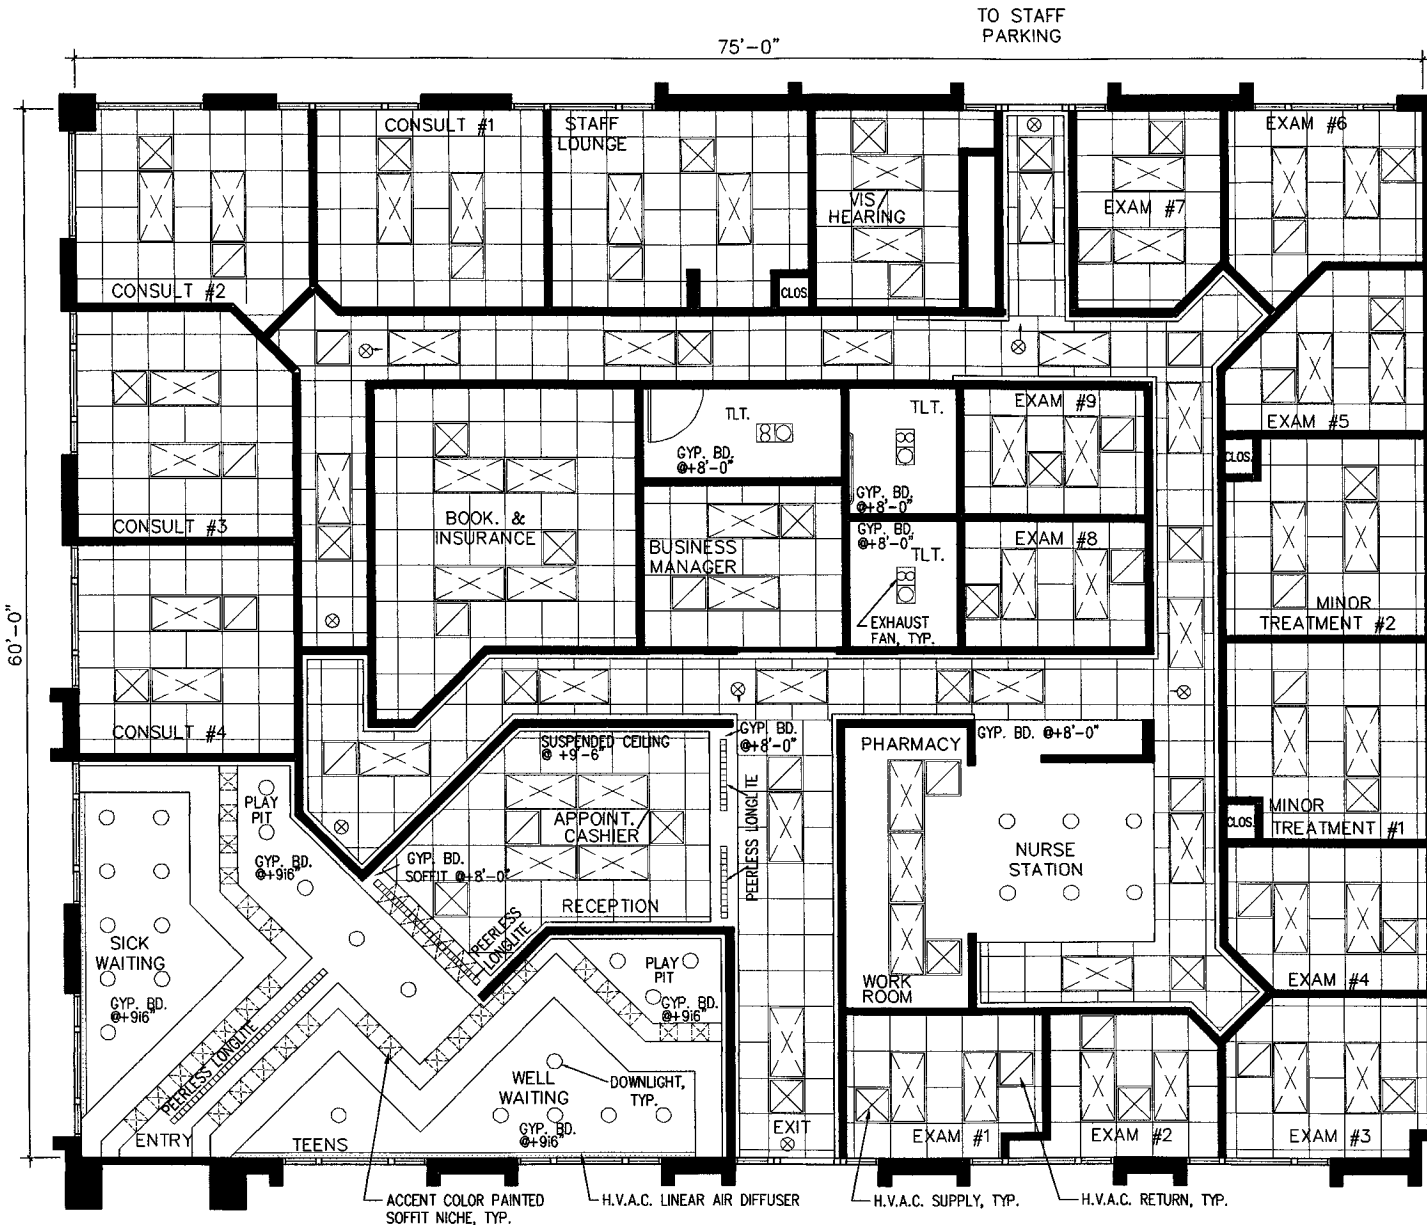 TO STAFF
PARKING
75'-0"
60'-0"
CONSULT #2
CONSULT #1
STAFF
LOUNGE
CLOS.
VIS/
HEARING
EXAM #7
EXAM #6
CONSULT #3
BOOK. &
INSURANCE
TLT.
GYP. BD.
@+8'-0"
BUSINESS
MANAGER
TLT.
GYP. BD.
@+8'-0"
GYP. BD.
@+8'-0"
TLT.
EXHAUST
FAN, TYP.
EXAM #9
EXAM #8
EXAM #5
CLOS.
MINOR
TREATMENT #2
CONSULT #4
SUSPENDED CEILING
@ +9'-6"
GYP. BD.
@+8'-0"
PHARMACY
GYP. BD. @+8'-0"
PLAY
PIT
GYP. BD.
@+9'6"
APPOINT.
CASHIER
PEERLESS LONGLITE
GYP. BD.
SOFFIT @+8'-0"
RECEPTION
PEERLESS
LONGLITE
NURSE
STATION
MINOR
TREATMENT #1
CLOS.
SICK
WAITING
GYP. BD.
@+9'6"
PEERLESS LONGLITE
PLAY
PIT
GYP. BD.
@+9'6"
WORK
ROOM
EXAM #4
WELL
WAITING
DOWNLIGHT,
TYP.
GYP. BD.
@+9'6"
ENTRY
TEENS
EXIT
EXAM #1
EXAM #2
EXAM #3
ACCENT COLOR PAINTED
SOFFIT NICHE, TYP.
H.V.A.C. LINEAR AIR DIFFUSER
H.V.A.C. SUPPLY, TYP.
H.V.A.C. RETURN, TYP.